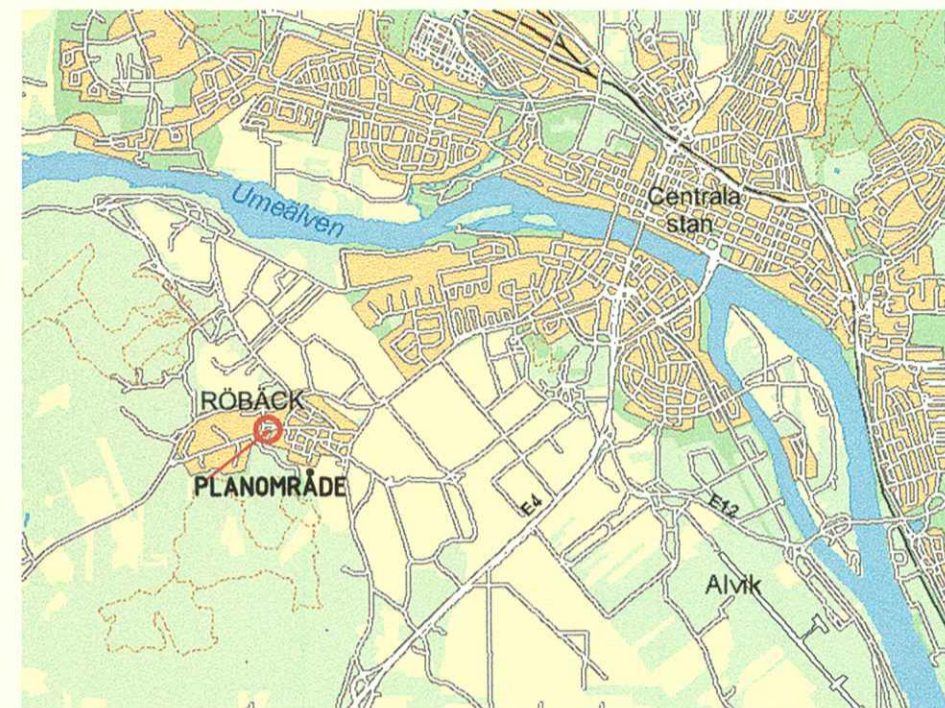 Centrala
stan
Umeälven
RÖBÄCK
PLANOMRÅDE
E4
E12
Alvik